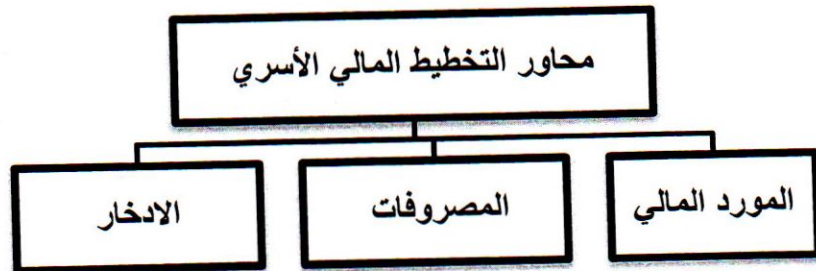 محاور التخطيط المالي الأسري
المورد المالي
المصروفات
الادخار